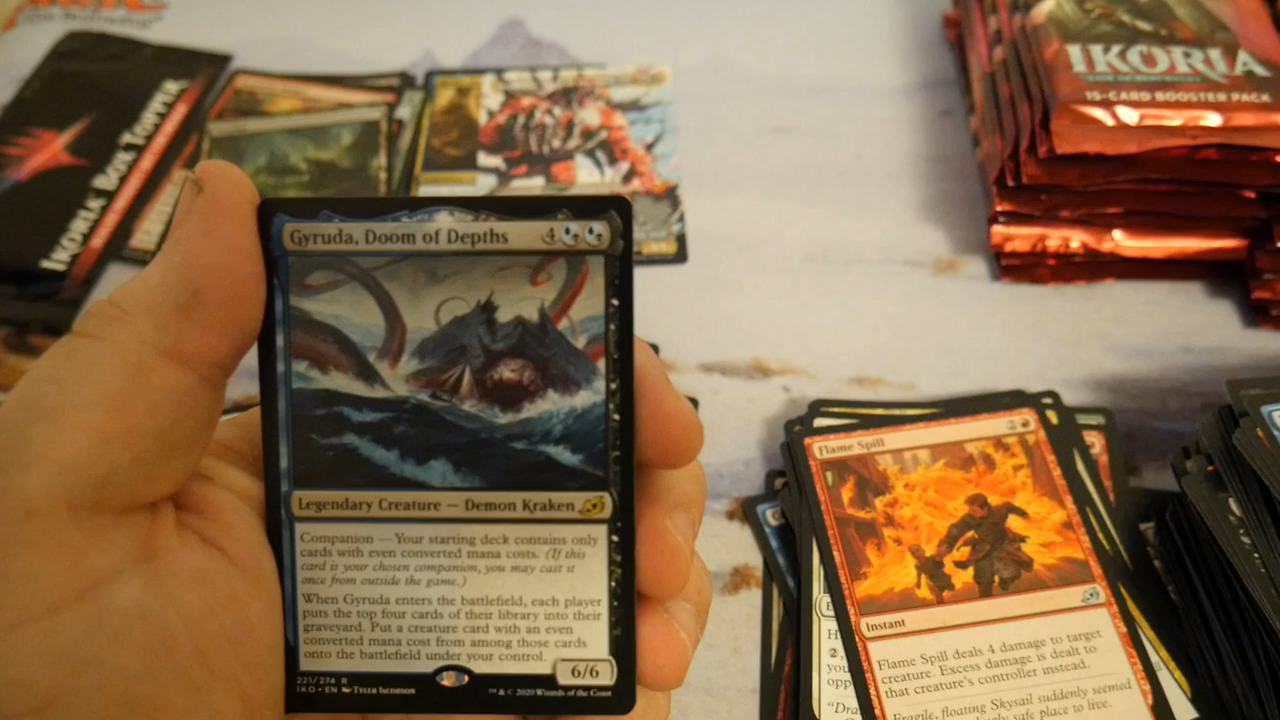 IKORIA BOX TOPPER
IKORIA
15-CARD BOOSTER PACK
Gyruda, Doom of Depths 4
Legendary Creature — Demon Kraken
Companion — Your starting deck contains only
cards with even converted mana costs. (If this
card is your chosen companion, you may cast it
once from outside the game.)
When Gyruda enters the battlefield, each player
puts the top four cards of their library into their
graveyard. Put a creature card with an even
converted mana cost from among those cards
onto the battlefield under your control.
6/6
221/274 R
IKO • EN Tyler Jacobson
™ & © 2020 Wizards of the Coast
Flame Spill 2
Instant
Flame Spill deals 4 damage to target
creature. Excess damage is dealt to
that creature's controller instead.
Fragile, floating Skysail suddenly seemed
safe place to live.
H
2,
you
opp
"Dra